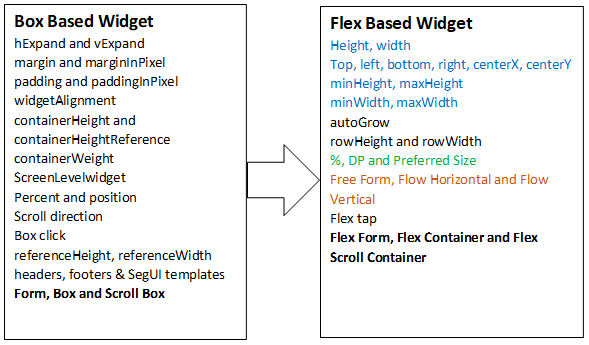 Box Based Widget
hExpand and vExpand
margin and marginInPixel
padding and paddingInPixel
widgetAlignment
containerHeight and
containerHeightReference
containerWeight
ScreenLevelwidget
Percent and position
Scroll direction
Box click
referenceHeight, referenceWidth
headers, footers & SegUI templates
Form, Box and Scroll Box
Flex Based Widget
Height, width
Top, left, bottom, right, centerX, centerY
minHeight, maxHeight
minWidth, maxWidth
autoGrow
rowHeight and rowWidth
%, DP and Preferred Size
Free Form, Flow Horizontal and Flow
Vertical
Flex tap
Flex Form, Flex Container and Flex
Scroll Container